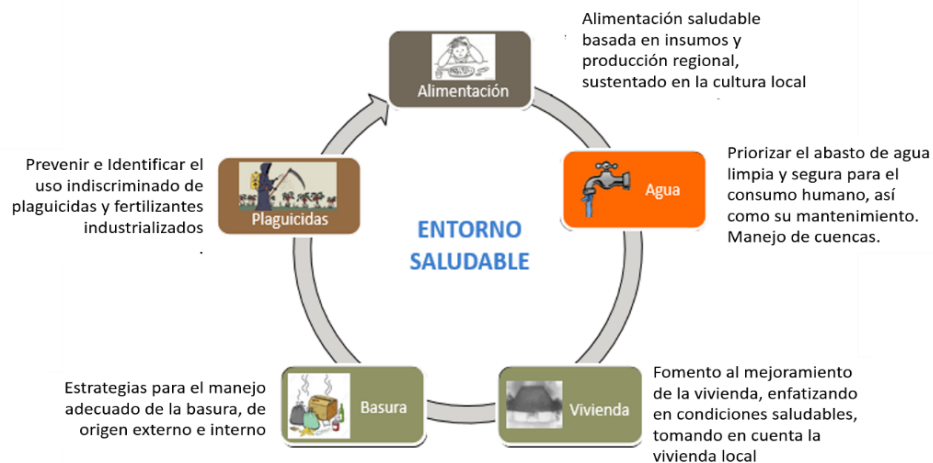 Alimentación
Alimentación saludable
basada en insumos y
producción regional,
sustentado en la cultura local
Agua
Priorizar el abasto de agua
limpia y segura para el
consumo humano, así
como su mantenimiento.
Manejo de cuencas.
Vivienda
Fomento al mejoramiento
de la vivienda, enfatizando
en condiciones saludables,
tomando en cuenta la
vivienda local
Basura
Estrategias para el manejo
adecuado de la basura, de
origen externo e interno
Plaguicidas
Prevenir e Identificar el
uso indiscriminado de
plaguicidas y fertilizantes
industrializados
ENTORNO
SALUDABLE